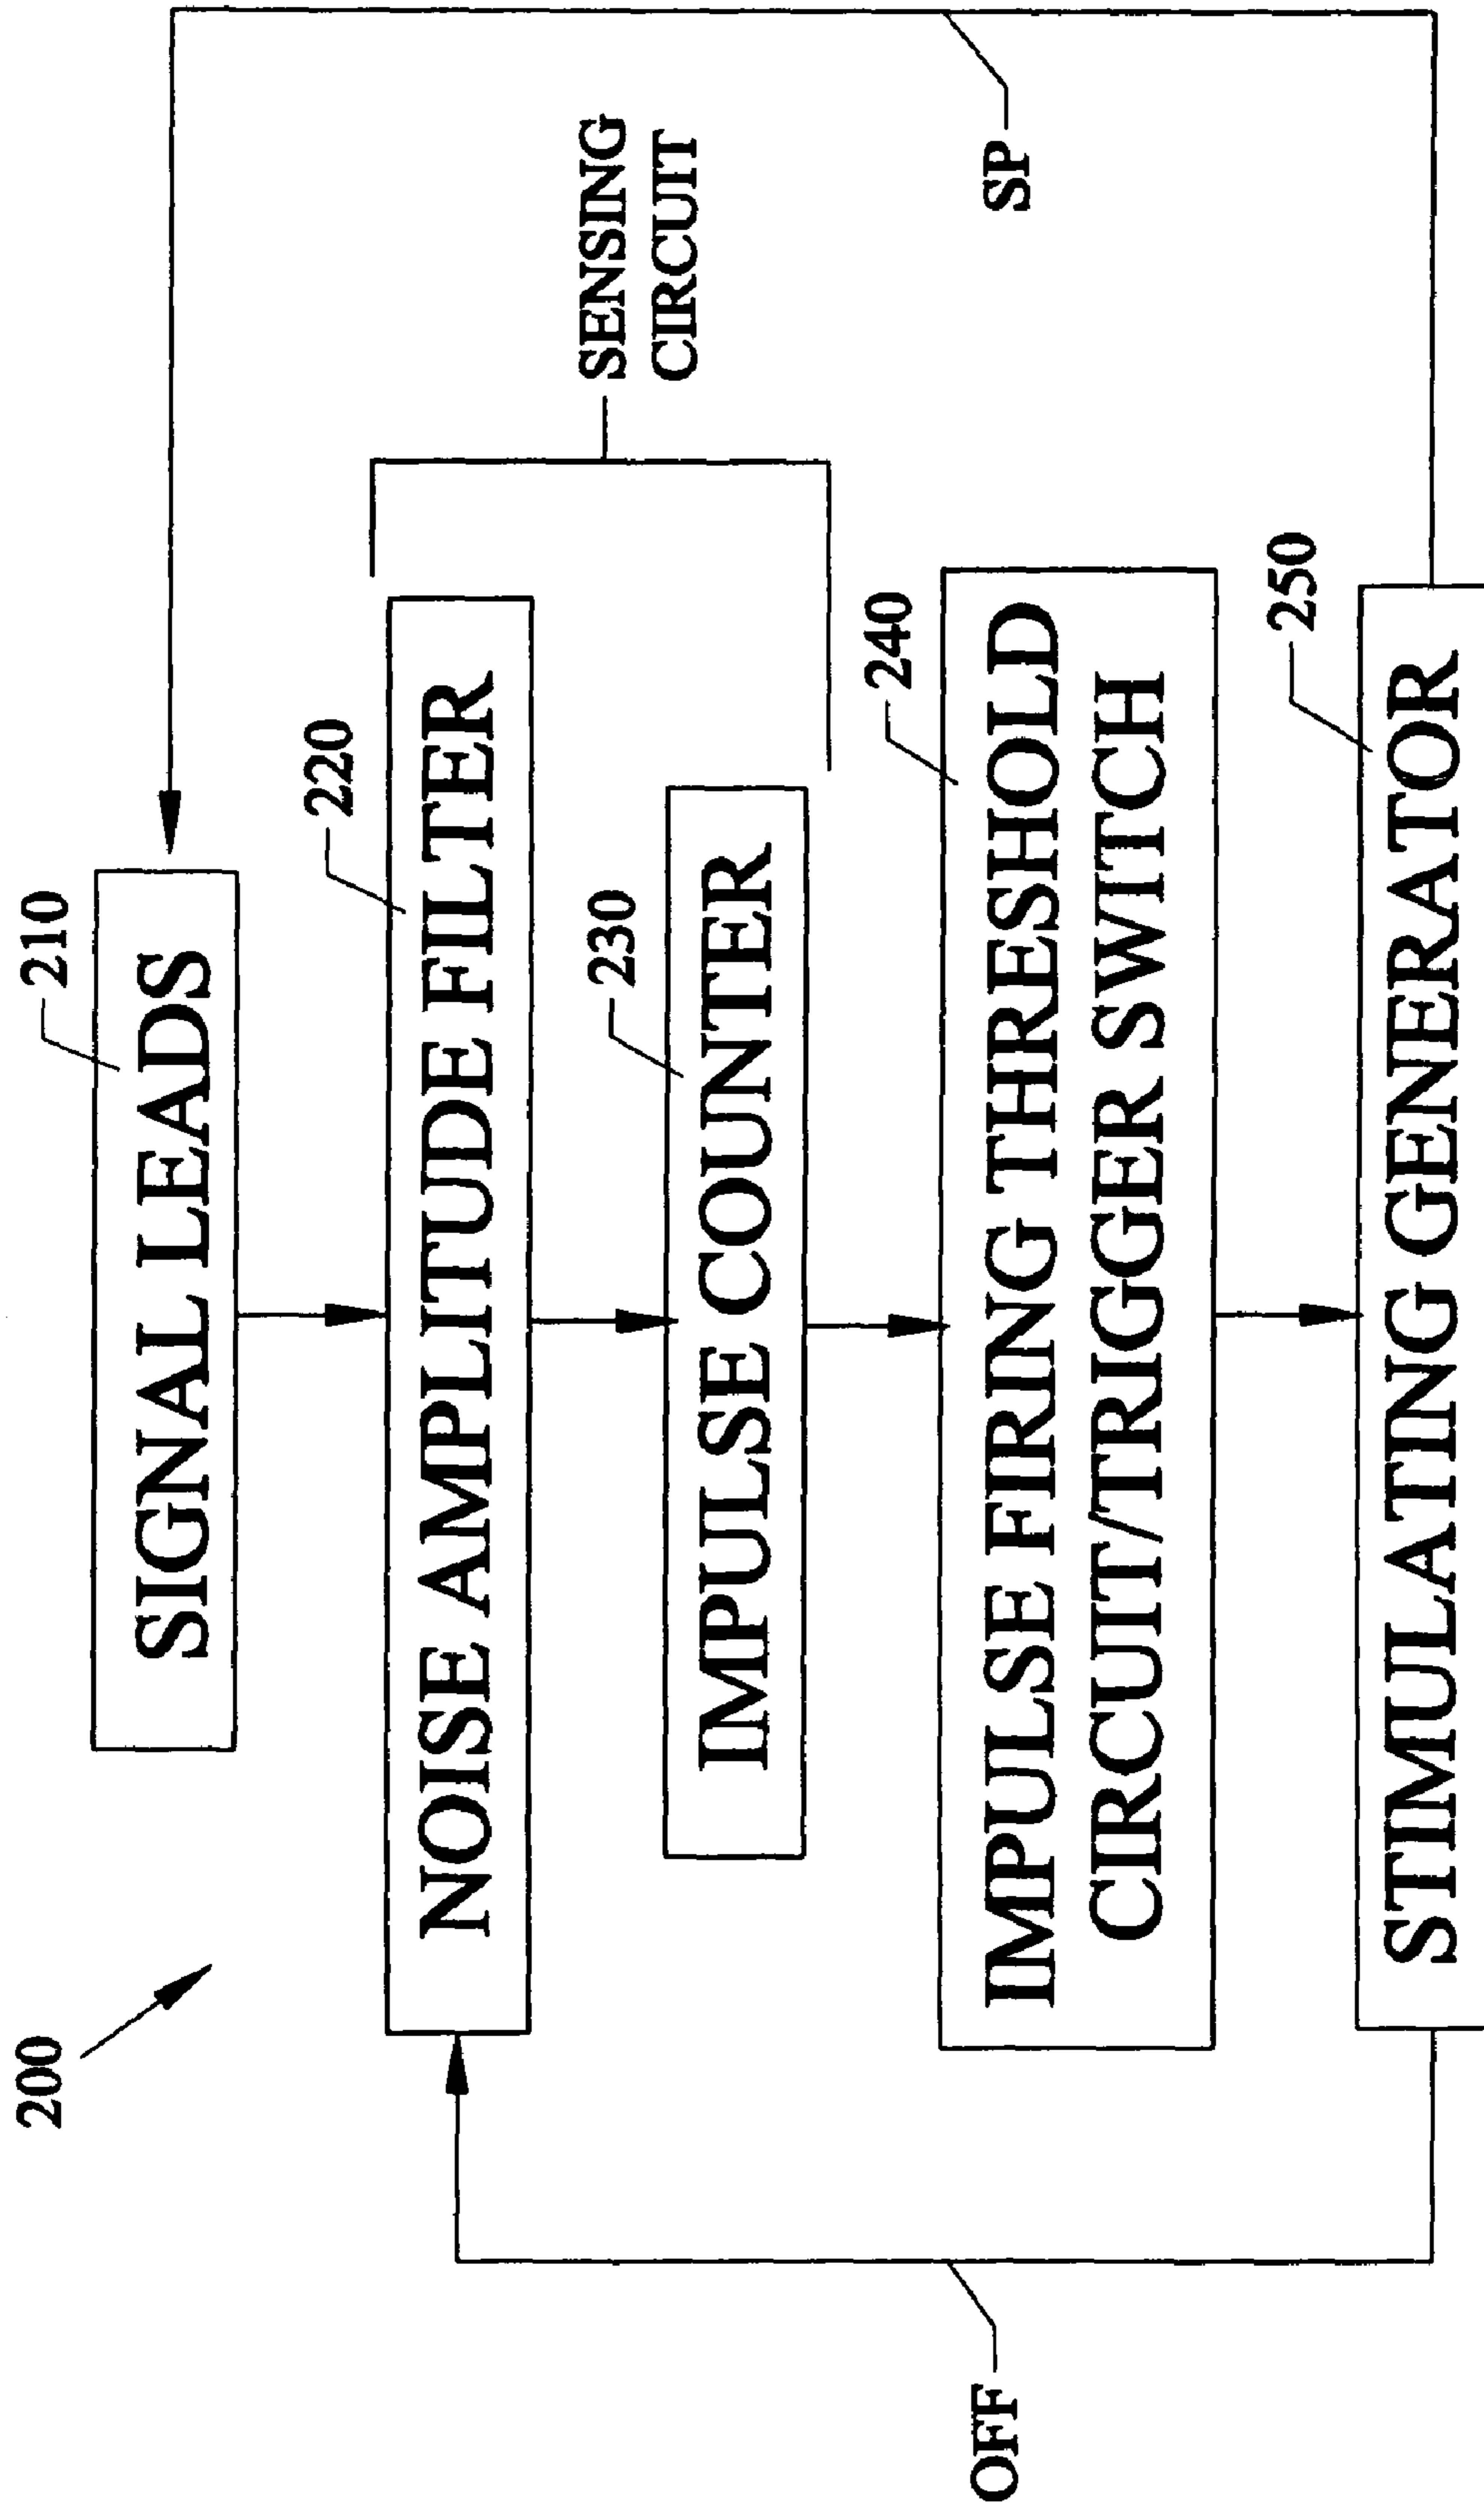 200
210
SIGNAL LEADS
220
NOISE AMPLITUDE FILTER
230
IMPULSE COUNTER
SENSING
CIRCUIT
240
IMPULSE FIRING THRESHOLD
CIRCUIT/TRIGGER SWITCH
250
STIMULATING GENERATOR
OFF
SP